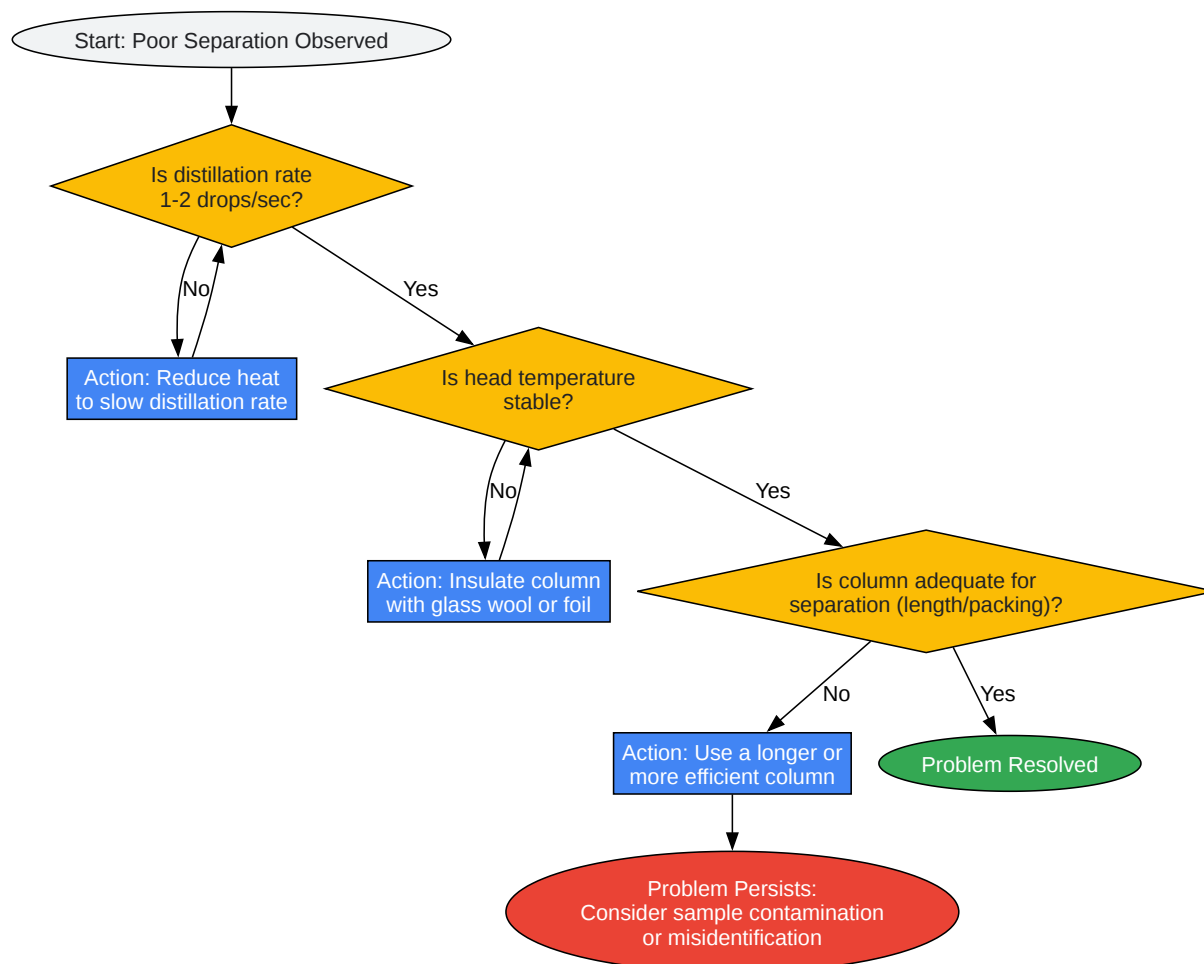 Start: Poor Separation Observed
Is distillation rate
1-2 drops/sec?
No
Yes
Action: Reduce heat
to slow distillation rate
Is head temperature
stable?
No
Yes
Action: Insulate column
with glass wool or foil
Is column adequate for
separation (length/packing)?
No
Yes
Action: Use a longer or
more efficient column
Problem Resolved
Problem Persists:
Consider sample contamination
or misidentification